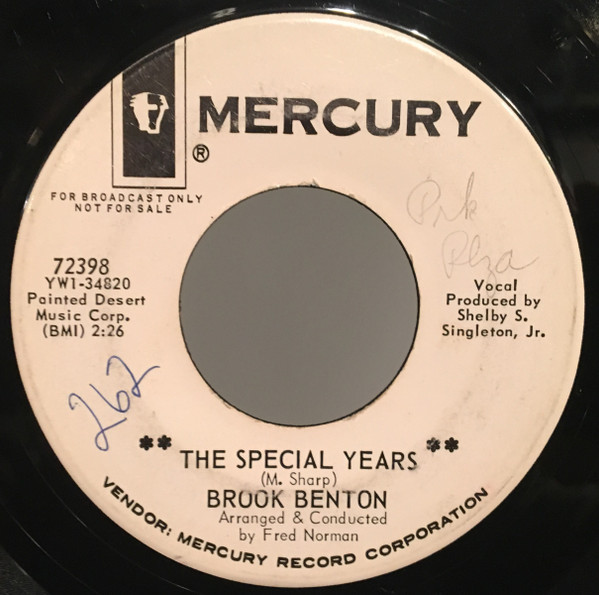 MERCURY
®
FOR BROADCAST ONLY
NOT FOR SALE
72398
YW1-34820
Painted Desert
Music Corp.
(BMI) 2:26
Prk
Plza
Vocal
Produced by
Shelby S.
Singleton, Jr.
262
** THE SPECIAL YEARS **
(M. Sharp)
BROOK BENTON
Arranged & Conducted
by Fred Norman
VENDOR: MERCURY RECORD CORPORATION